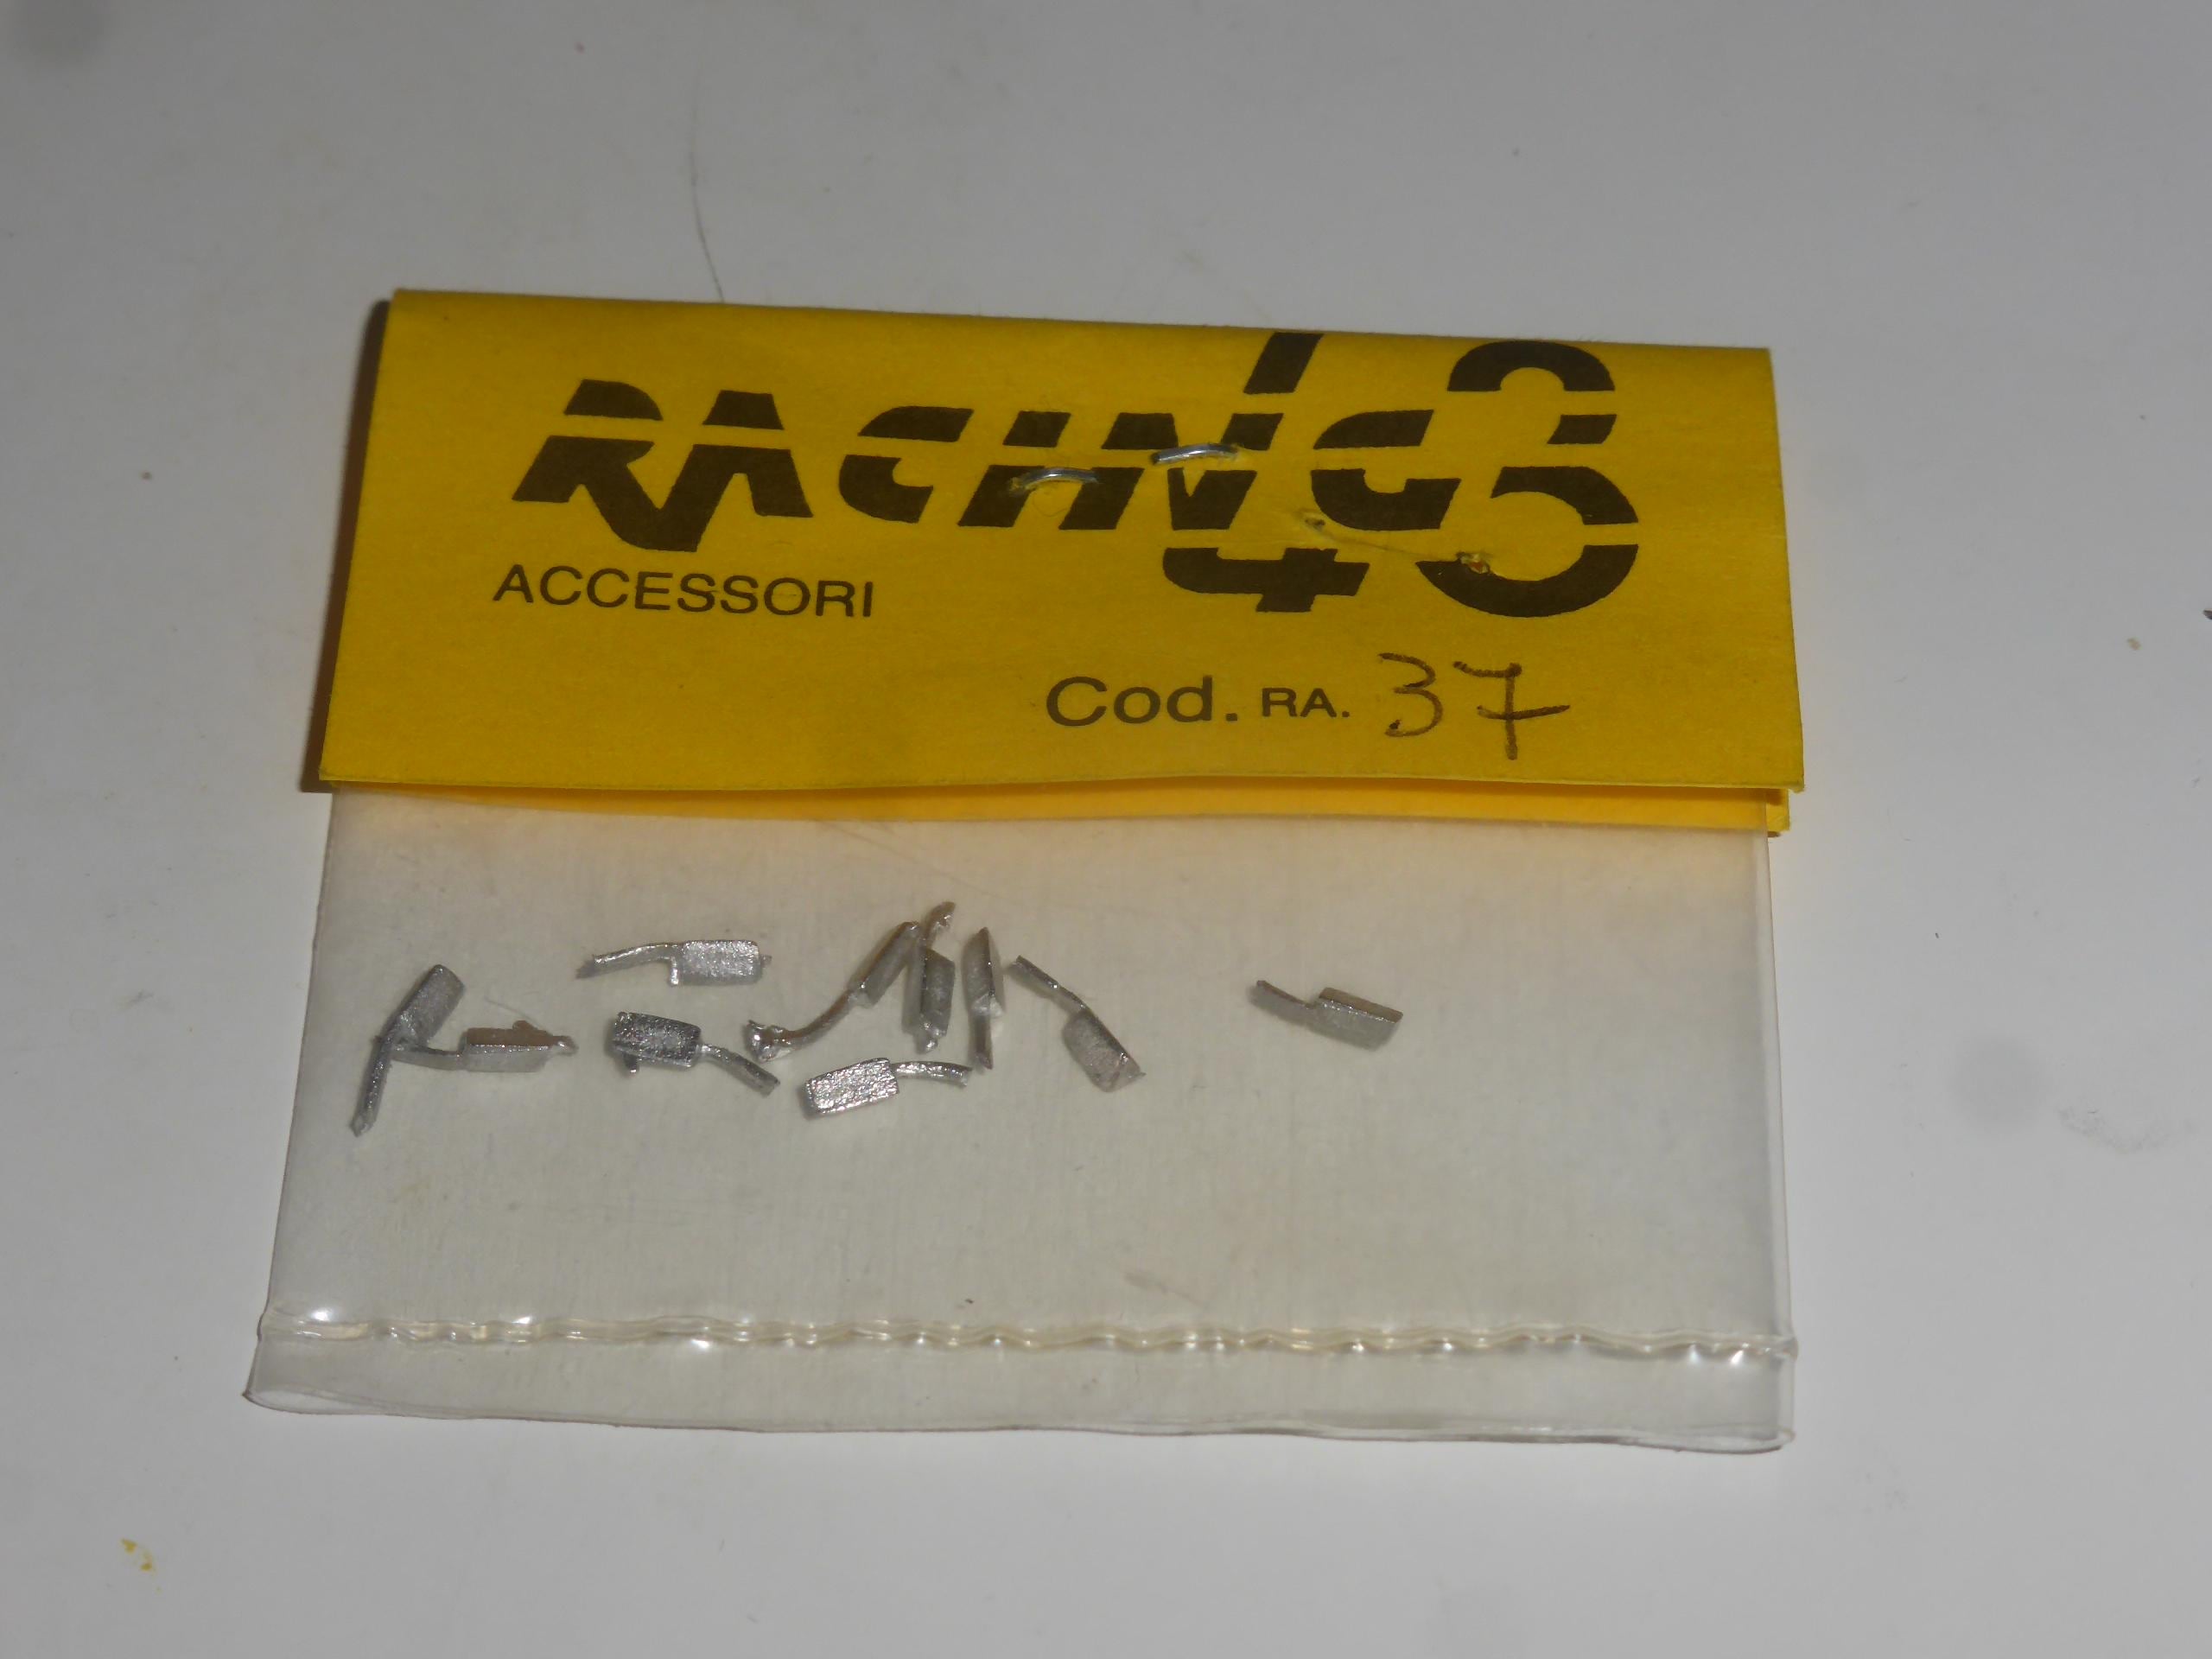 RACING 43
ACCESSORI
Cod. RA. 37